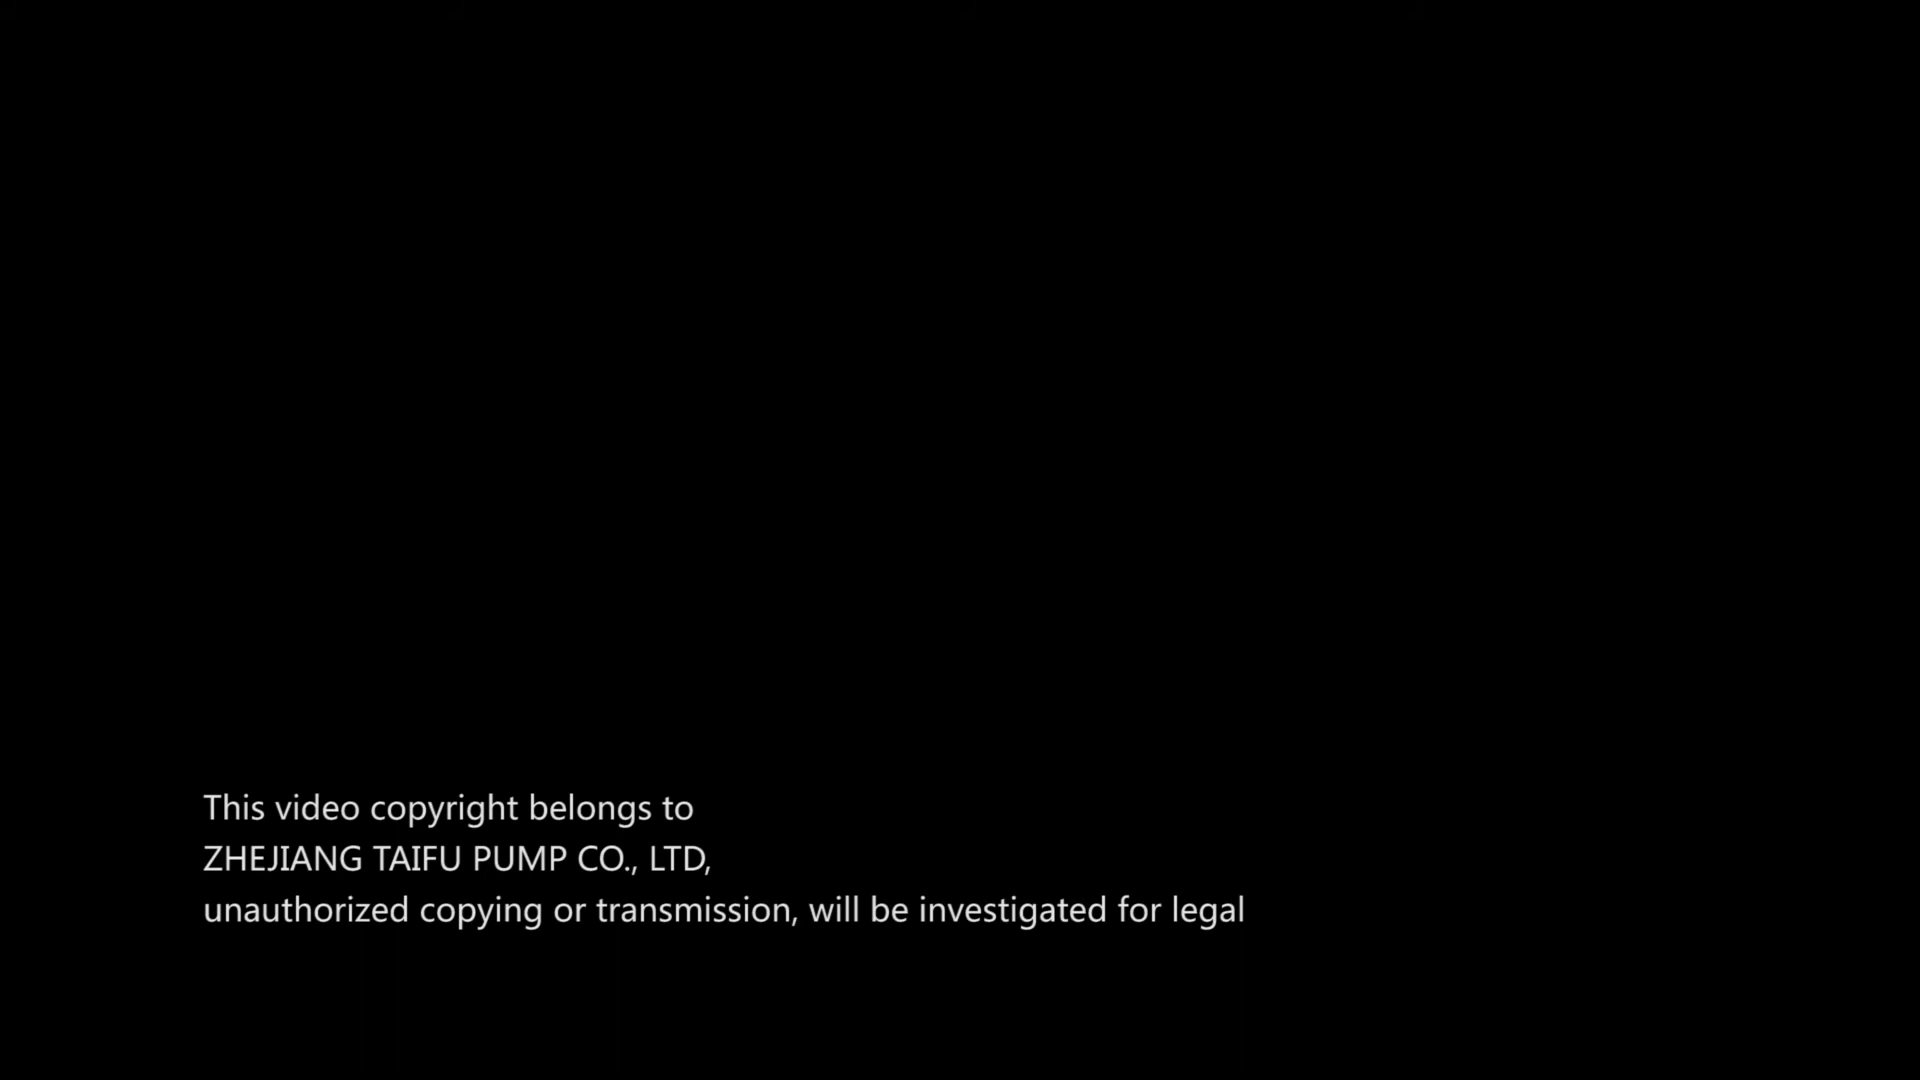 This video copyright belongs to
ZHEJIANG TAIFU PUMP CO., LTD,
unauthorized copying or transmission, will be investigated for legal